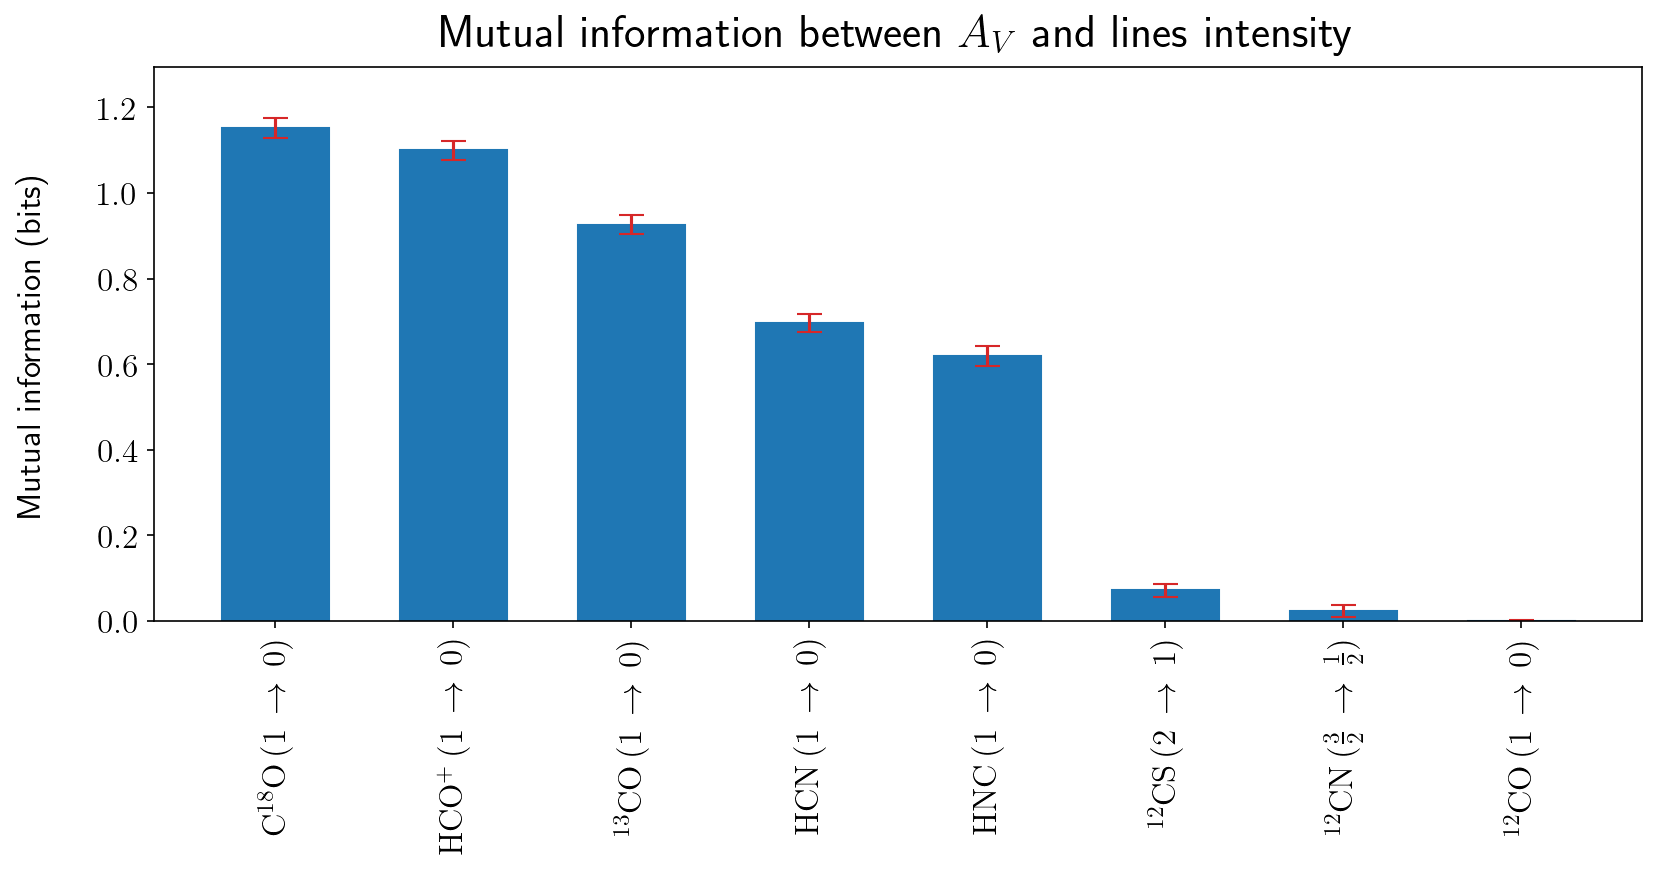 Mutual information between A_V and lines intensity
Mutual information (bits)
1.2
1.0
0.8
0.6
0.4
0.2
0.0
C¹⁸O (1 → 0)
HCO⁺ (1 → 0)
¹³CO (1 → 0)
HCN (1 → 0)
HNC (1 → 0)
¹²CS (2 → 1)
¹²CN (3/2 → 1/2)
¹²CO (1 → 0)